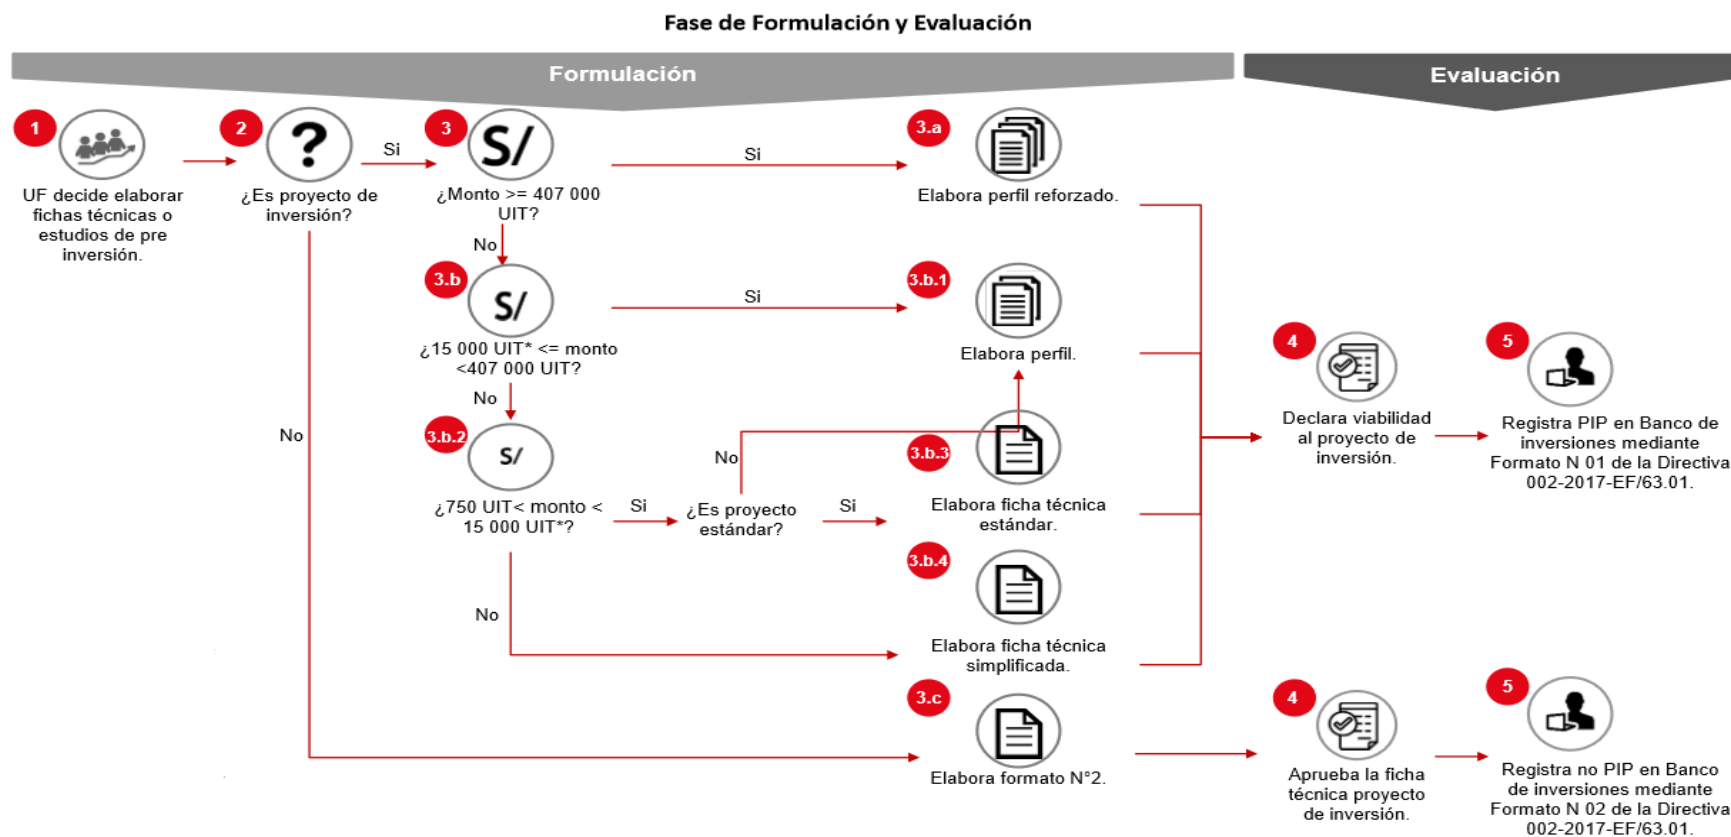 Fase de Formulación y Evaluación
Formulación
Evaluación
1
UF decide elaborar
fichas técnicas o
estudios de pre
inversión.
2
?
¿Es proyecto de
inversión?
Si
3
S/
¿Monto >= 407 000
UIT?
Si
3.a
Elabora perfil reforzado.
No
3.b
S/
¿15 000 UIT* <= monto
<407 000 UIT?
Si
3.b.1
Elabora perfil.
No
3.b.2
S/
¿750 UIT< monto <
15 000 UIT*?
Si
¿Es proyecto
estándar?
No
Si
3.b.3
Elabora ficha técnica
estándar.
No
3.b.4
Elabora ficha técnica
simplificada.
No
3.c
Elabora formato N°2.
4
Declara viabilidad
al proyecto de
inversión.
5
Registra PIP en Banco de
inversiones mediante
Formato N 01 de la Directiva
002-2017-EF/63.01.
4
Aprueba la ficha
técnica proyecto
de inversión.
5
Registra no PIP en Banco
de inversiones mediante
Formato N 02 de la Directiva
002-2017-EF/63.01.